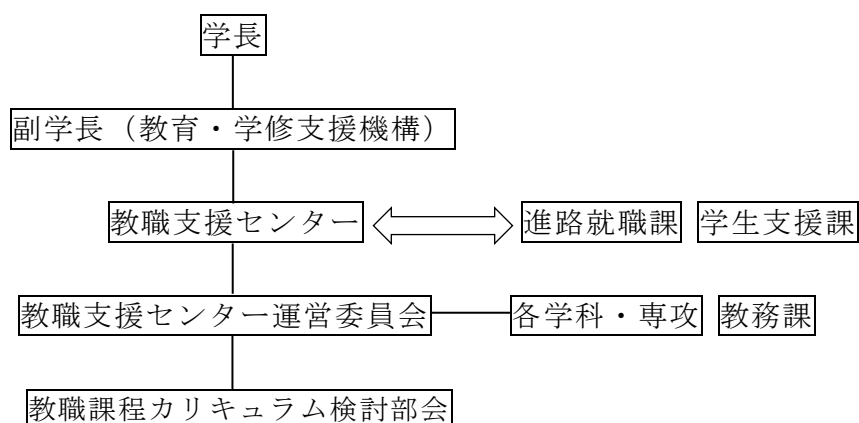 学長
副学長（教育・学修支援機構）
教職支援センター
進路就職課 学生支援課
教職支援センター運営委員会
各学科・専攻 教務課
教職課程カリキュラム検討部会